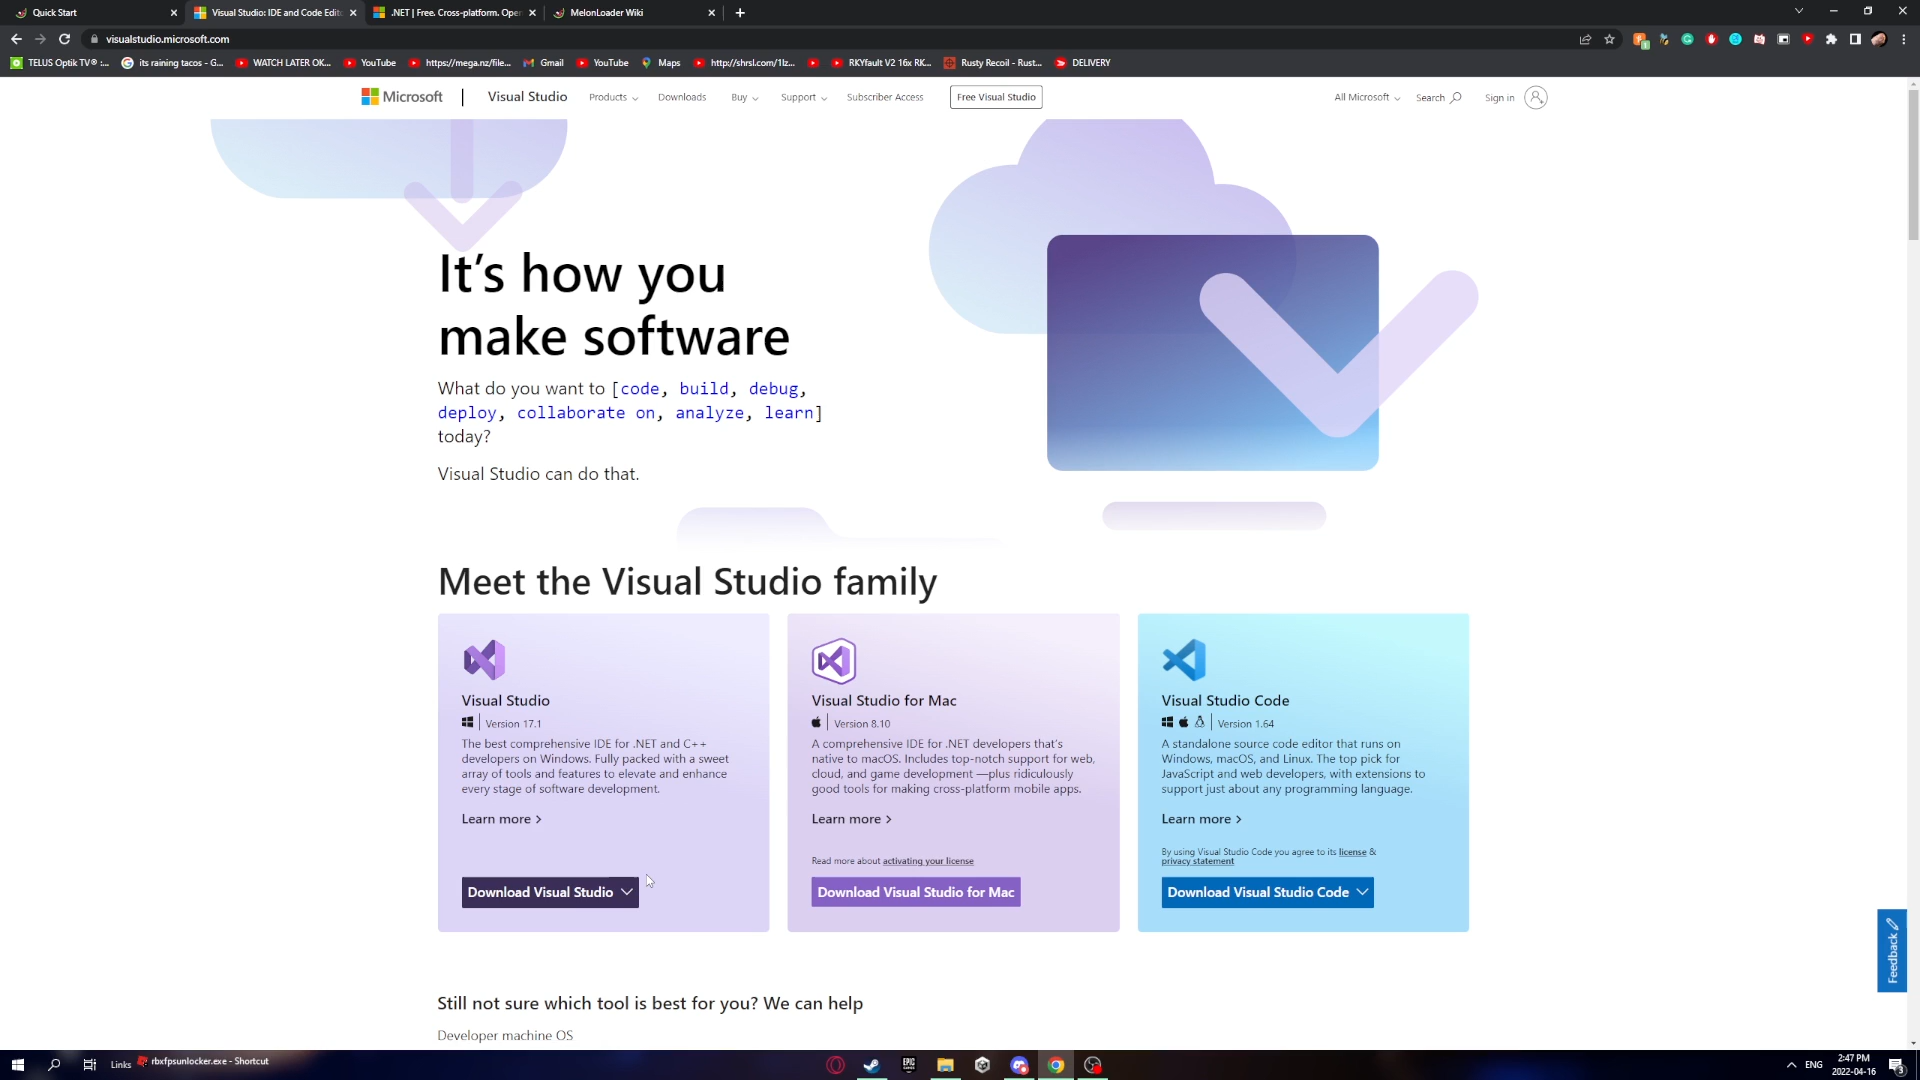 Quick Start
Visual Studio: IDE and Code Edit
.NET | Free. Cross-platform. Open
MelonLoader Wiki
visualstudio.microsoft.com
TELUS Optik TV® :...
its raining tacos - G...
WATCH LATER OK...
YouTube
https://mega.nz/file...
Gmail
YouTube
Maps
http://shrsl.com/1lz...
RKYfault V2 16x RK...
Rusty Recoil - Rust...
DELIVERY
Microsoft
Visual Studio
Products
Downloads
Buy
Support
Subscriber Access
Free Visual Studio
All Microsoft
Search
Sign in
It’s how you
make software
What do you want to [code, build, debug,
deploy, collaborate on, analyze, learn]
today?
Visual Studio can do that.
Meet the Visual Studio family
Visual Studio
Version 17.1
The best comprehensive IDE for .NET and C++
developers on Windows. Fully packed with a sweet
array of tools and features to elevate and enhance
every stage of software development.
Learn more >
Download Visual Studio
Visual Studio for Mac
Version 8.10
A comprehensive IDE for .NET developers that’s
native to macOS. Includes top-notch support for web,
cloud, and game development —plus ridiculously
good tools for making cross-platform mobile apps.
Learn more >
Read more about activating your license
Download Visual Studio for Mac
Visual Studio Code
Version 1.64
A standalone source code editor that runs on
Windows, macOS, and Linux. The top pick for
JavaScript and web developers, with extensions to
support just about any programming language.
Learn more >
By using Visual Studio Code you agree to its license &
privacy statement
Download Visual Studio Code
Feedback
Still not sure which tool is best for you? We can help
Developer machine OS
Links
rbxfpsunlocker.exe - Shortcut
EPIC
ENG
2:47 PM
2022-04-16
3